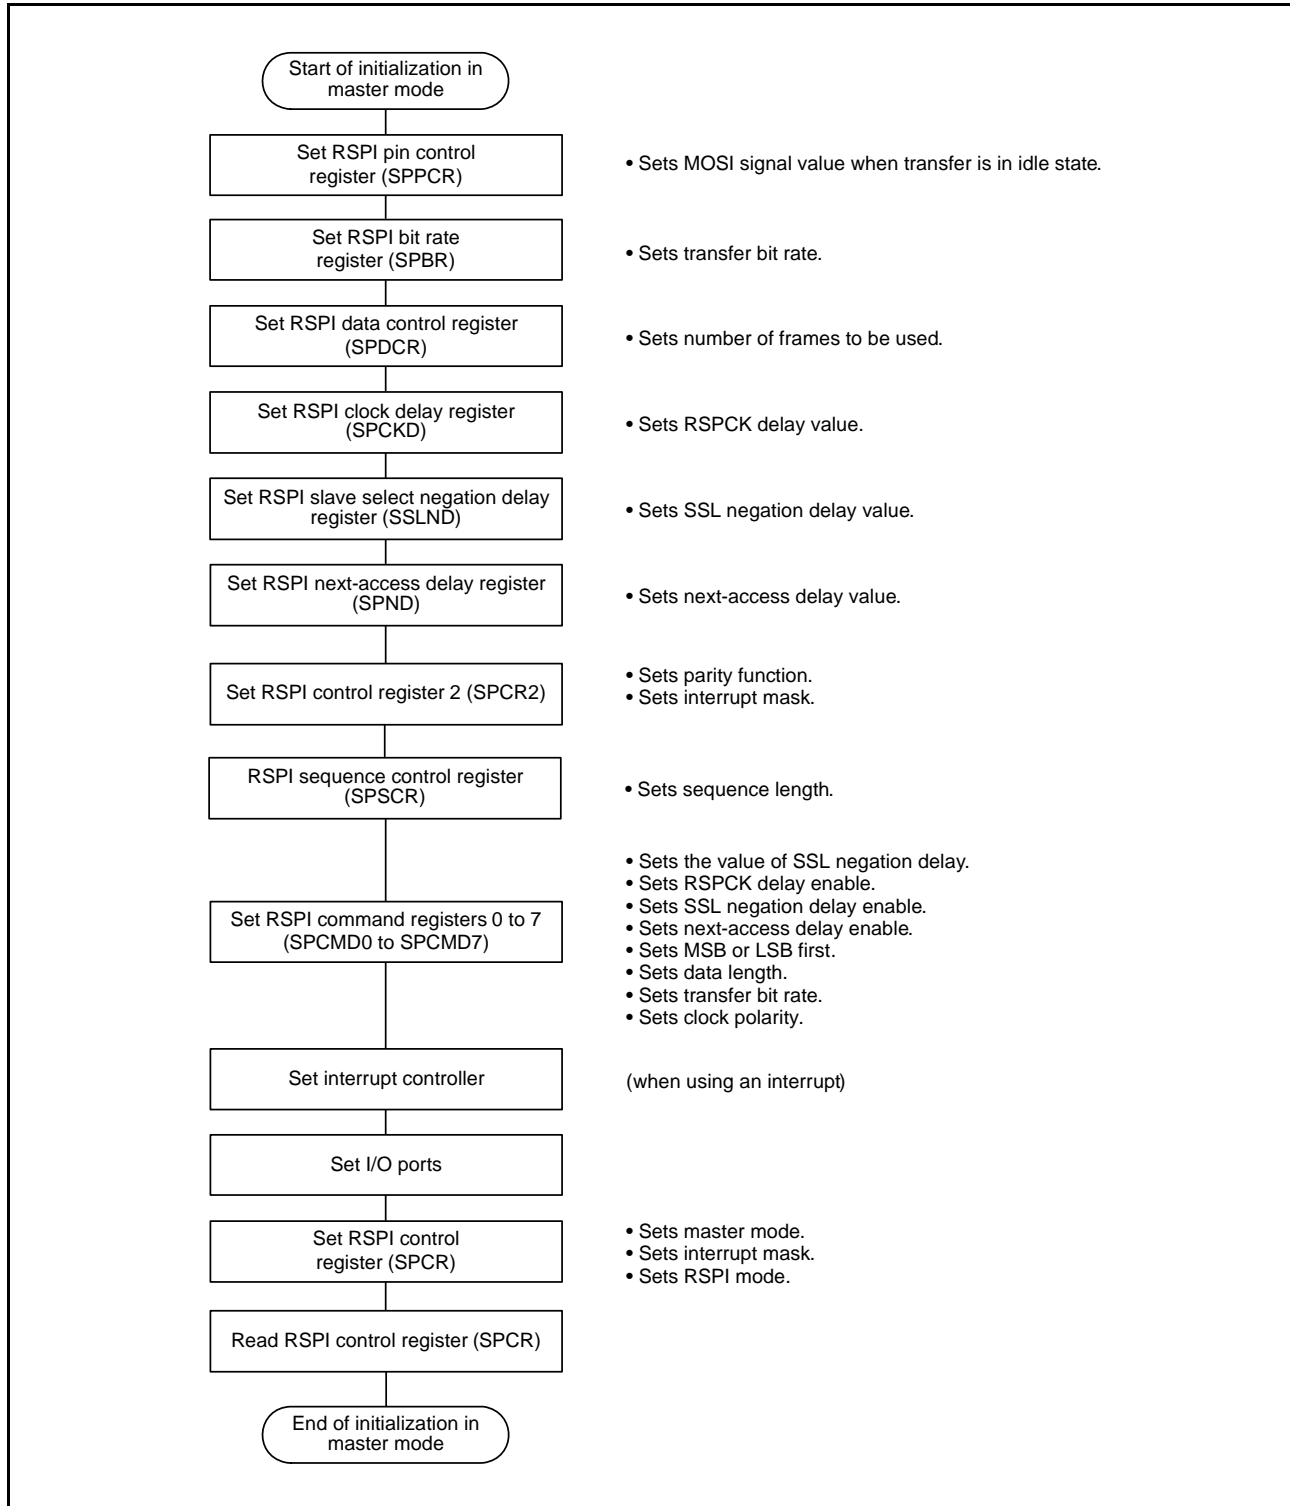 Start of initialization in
master mode
Set RSPI pin control
register (SPPCR)
• Sets MOSI signal value when transfer is in idle state.
Set RSPI bit rate
register (SPBR)
• Sets transfer bit rate.
Set RSPI data control register
(SPDCR)
• Sets number of frames to be used.
Set RSPI clock delay register
(SPCKD)
• Sets RSPCK delay value.
Set RSPI slave select negation delay
register (SSLND)
• Sets SSL negation delay value.
Set RSPI next-access delay register
(SPND)
• Sets next-access delay value.
Set RSPI control register 2 (SPCR2)
• Sets parity function.
• Sets interrupt mask.
RSPI sequence control register
(SPSCR)
• Sets sequence length.
Set RSPI command registers 0 to 7
(SPCMD0 to SPCMD7)
• Sets the value of SSL negation delay.
• Sets RSPCK delay enable.
• Sets SSL negation delay enable.
• Sets next-access delay enable.
• Sets MSB or LSB first.
• Sets data length.
• Sets transfer bit rate.
• Sets clock polarity.
Set interrupt controller
(when using an interrupt)
Set I/O ports
Set RSPI control
register (SPCR)
• Sets master mode.
• Sets interrupt mask.
• Sets RSPI mode.
Read RSPI control register (SPCR)
End of initialization in
master mode